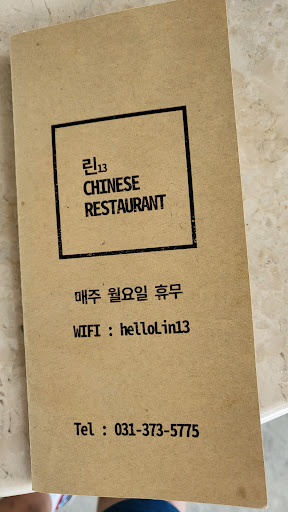 린13
CHINESE
RESTAURANT
매주 월요일 휴무
WIFI : helloLin13
Tel : 031-373-5775